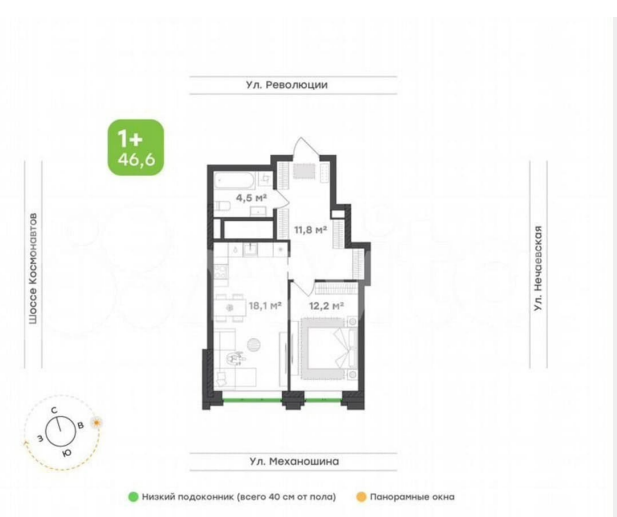 Ул. Революции
1+
46,6
4,5 м²
11,8 м²
Шоссе Космонавтов
Ул. Нечаевская
18,1 м²
12,2 м²
С
З
В
Ю
Ул. Механошина
Низкий подоконник (всего 40 см от пола)
Панорамные окна